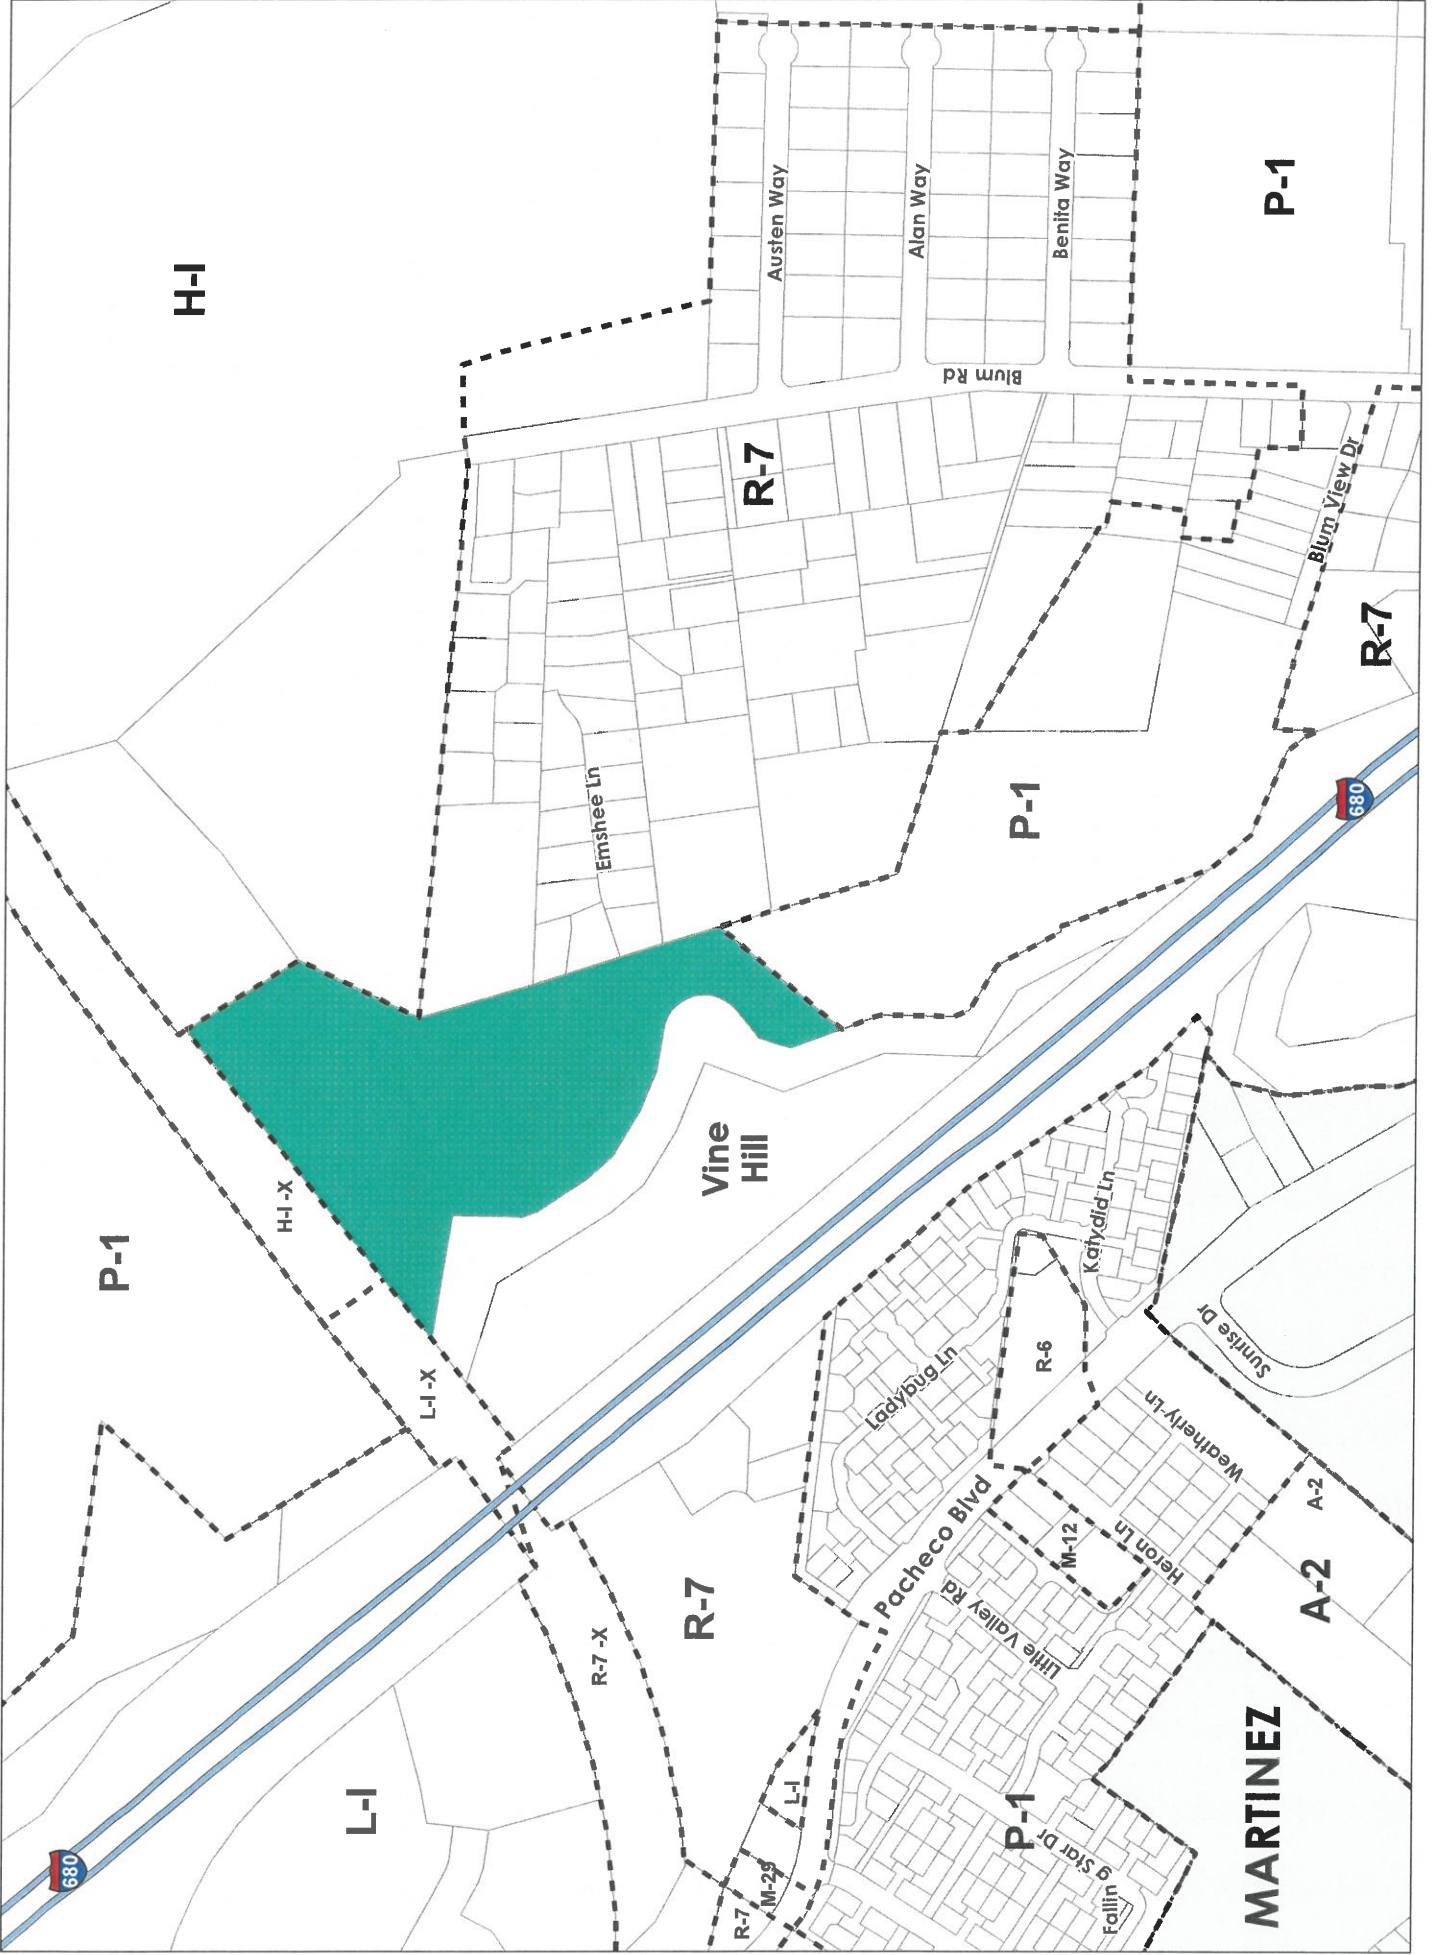 680
P-1
H-I
H-I -X
L-I
L-I -X
R-7 -X
Emshee Ln
R-7
Vine
Hill
R-7
R-7
M-29
Austen Way
L-I
Ladybug Ln
Alan Way
Pacheco Blvd
Blum Rd
Little Valley Rd
P-1
P-1
R-6
Benita Way
M-12
Fallin g Star Dr
Katydid Ln
Heron Ln
Weatherly Ln
Sunrise Dr
MARTINEZ
P-1
A-2
A-2
Blum View Dr
680
R-7